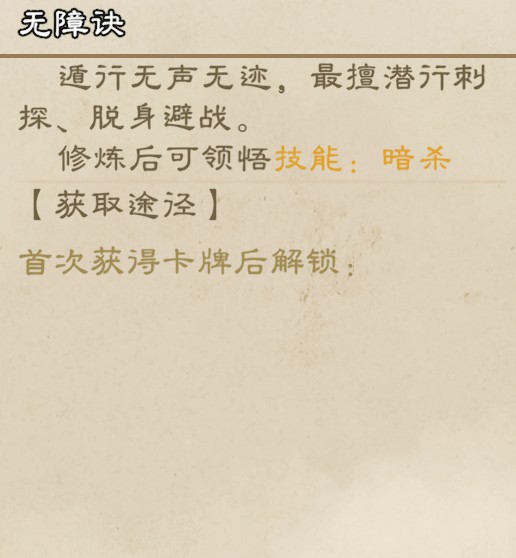 无障诀
遁行无声无迹，最擅潜行刺
探、脱身避战。
修炼后可领悟技能：暗杀
【获取途径】
首次获得卡牌后解锁：